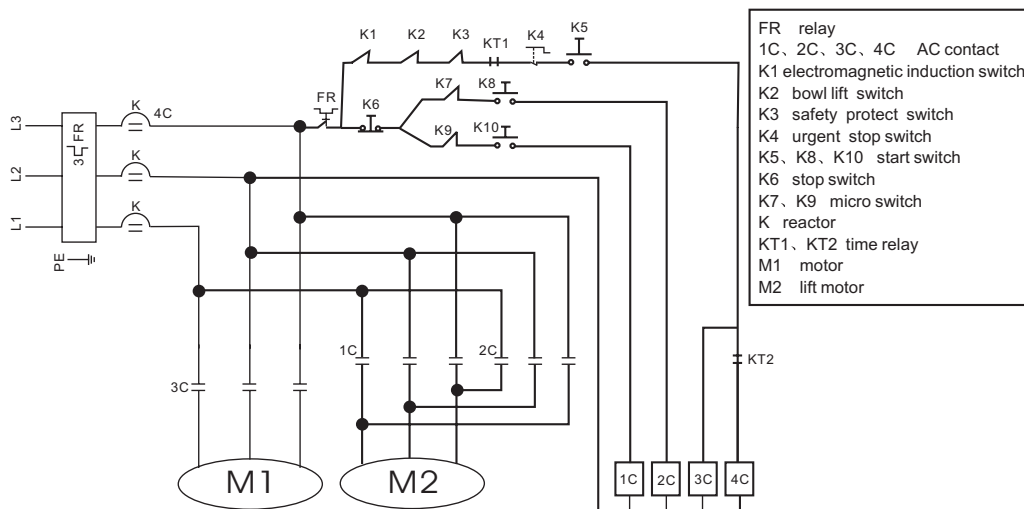 K1 K2 K3 KT1 K4 K5
FR K6 K7 K8
K9 K10
L3 K 4C
3 FR
L2 K
L1 K
PE
1C 2C
3C
KT2
M1 M2
1C 2C 3C 4C
FR relay
1C、2C、3C、4C AC contact
K1 electromagnetic induction switch
K2 bowl lift switch
K3 safety protect switch
K4 urgent stop switch
K5、K8、K10 start switch
K6 stop switch
K7、K9 micro switch
K reactor
KT1、KT2 time relay
M1 motor
M2 lift motor